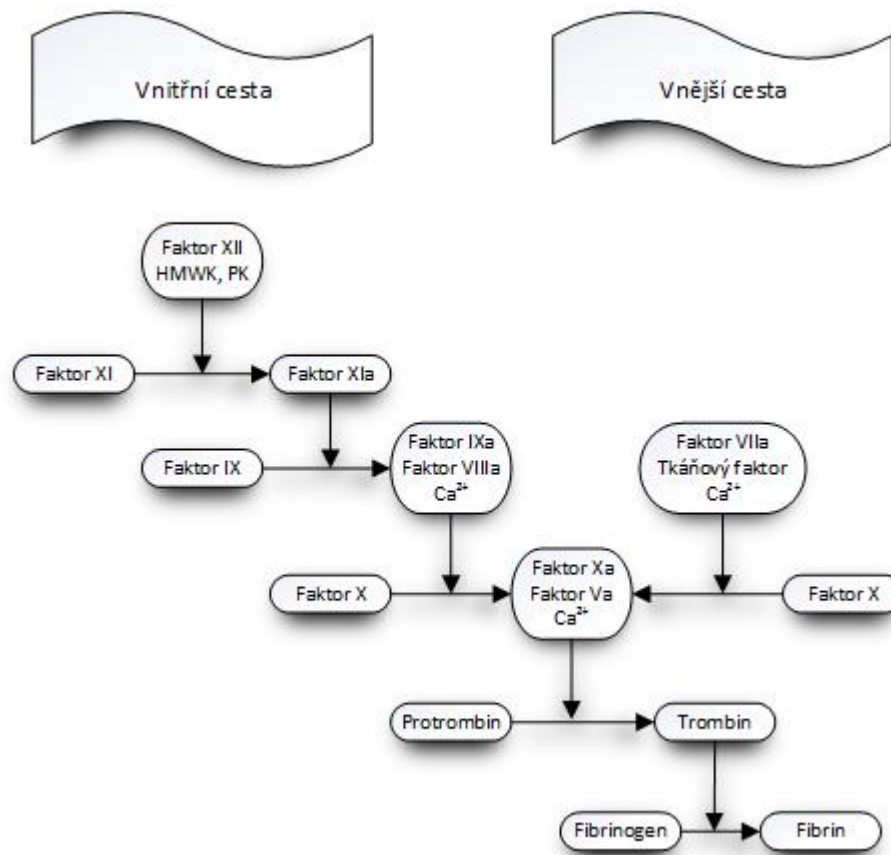 Vnitřní cesta
Vnější cesta
Faktor XII
HMWK, PK
Faktor XI
Faktor XIa
Faktor IX
Faktor IXa
Faktor VIIIa
Ca²⁺
Faktor VIIa
Tkáňový faktor
Ca²⁺
Faktor X
Faktor Xa
Faktor Va
Ca²⁺
Faktor X
Protrombin
Trombin
Fibrinogen
Fibrin